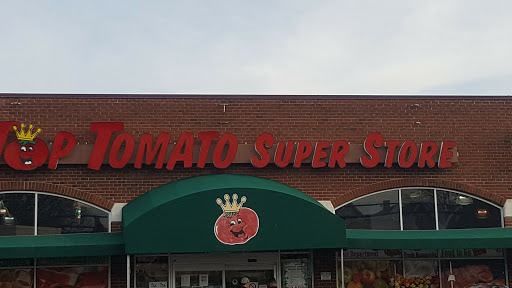 Top Tomato Super Store